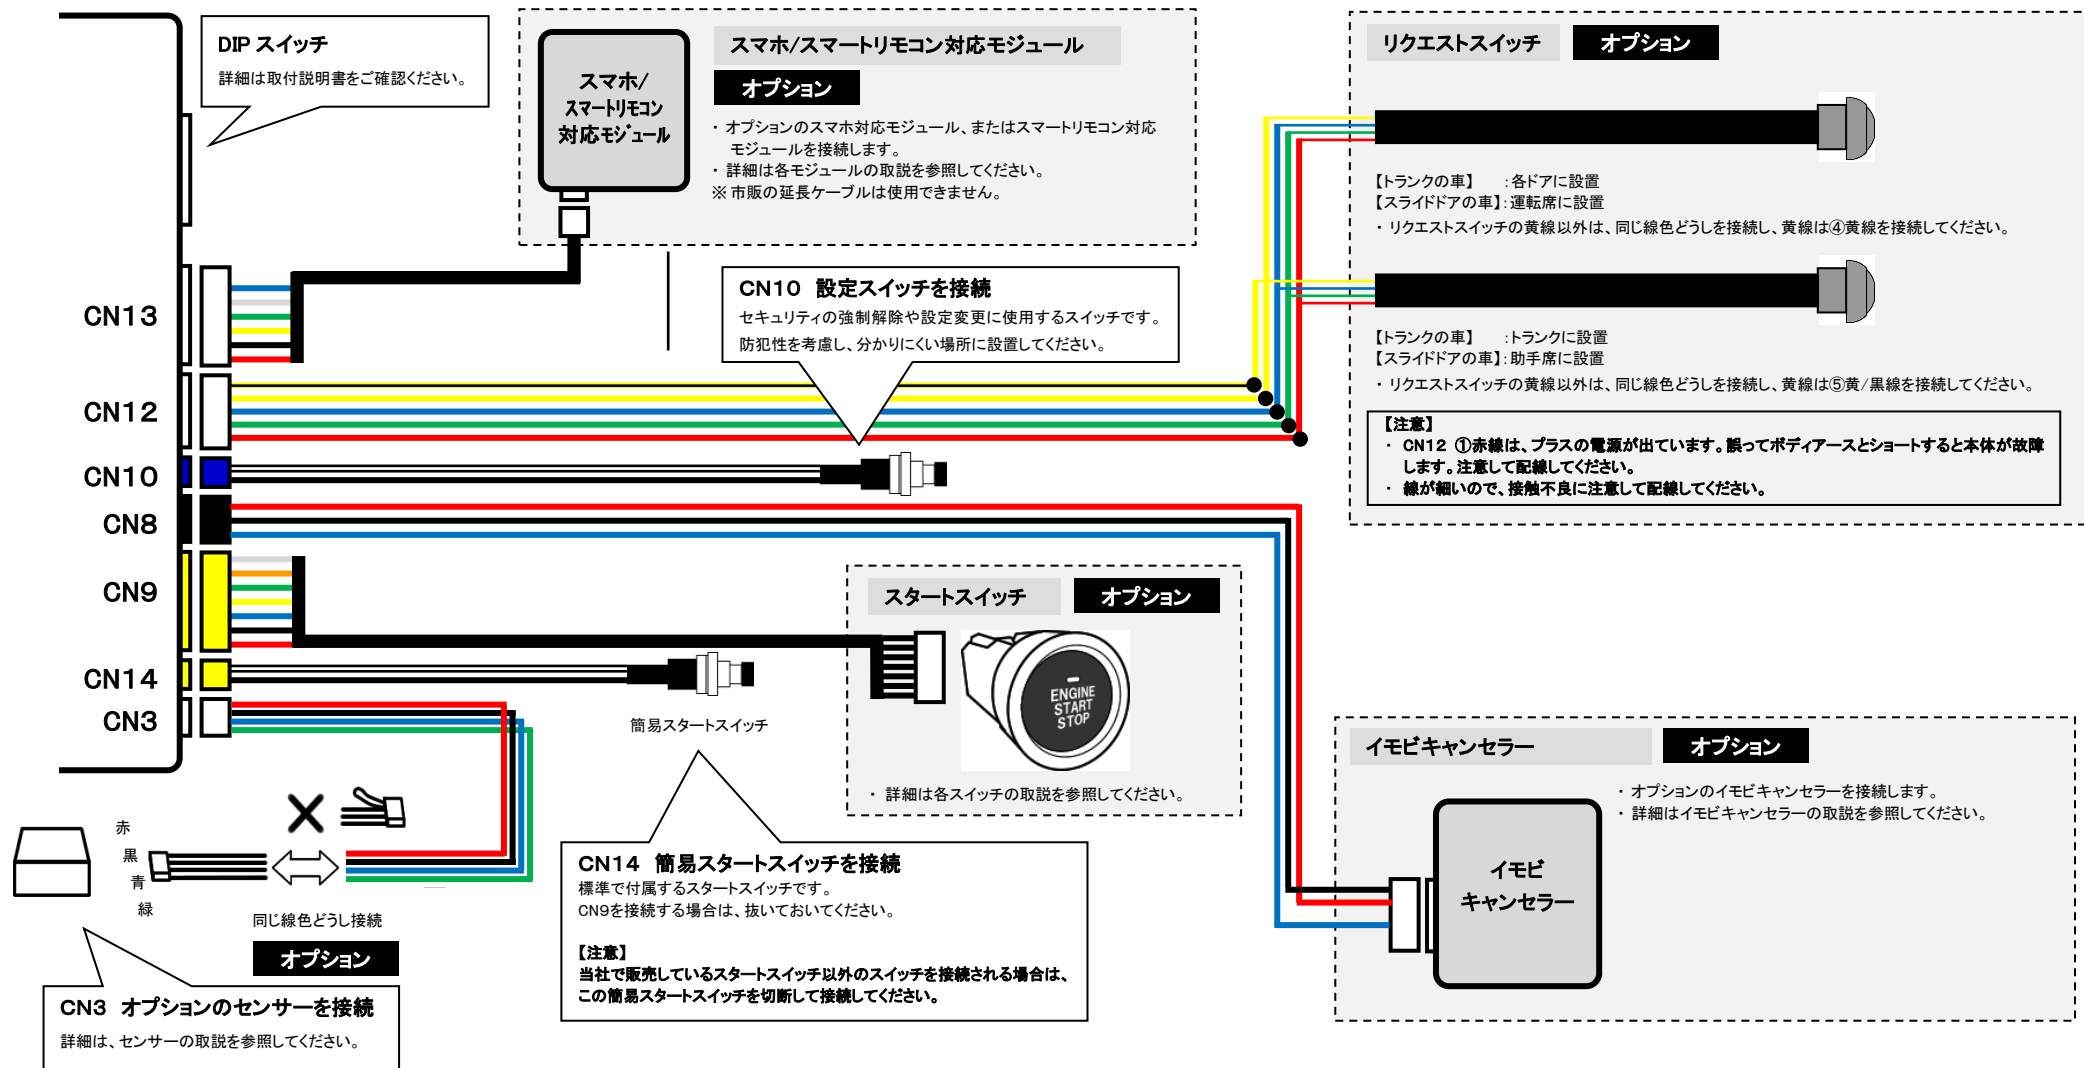 DIP スイッチ
詳細は取付説明書をご確認ください。
スマホ/
スマートリモコン
対応モジュール
スマホ/スマートリモコン対応モジュール
オプション
・ オプションのスマホ対応モジュール、またはスマートリモコン対応
モジュールを接続します。
・ 詳細は各モジュールの取説を参照してください。
※ 市販の延長ケーブルは使用できません。
リクエストスイッチ
オプション
【トランクの車】 :各ドアに設置
【スライドドアの車】:運転席に設置
・ リクエストスイッチの黄線以外は、同じ線色どうしを接続し、黄線は④黄線を接続してください。
【トランクの車】 :トランクに設置
【スライドドアの車】:助手席に設置
・ リクエストスイッチの黄線以外は、同じ線色どうしを接続し、黄線は⑤黄/黒線を接続してください。
【注意】
・ CN12 ①赤線は、プラスの電源が出ています。誤ってボディアースとショートすると本体が故障
します。注意して配線してください。
・ 線が細いので、接触不良に注意して配線してください。
CN10 設定スイッチを接続
セキュリティの強制解除や設定変更に使用するスイッチです。
防犯性を考慮し、分かりにくい場所に設置してください。
CN13
CN12
CN10
CN8
CN9
CN14
CN3
スタートスイッチ
オプション
ENGINE
START
STOP
・ 詳細は各スイッチの取説を参照してください。
簡易スタートスイッチ
CN14 簡易スタートスイッチを接続
標準で付属するスタートスイッチです。
CN9を接続する場合は、抜いておいてください。
【注意】
当社で販売しているスタートスイッチ以外のスイッチを接続される場合は、
この簡易スタートスイッチを切断して接続してください。
イモビキャンセラー
オプション
・ オプションのイモビキャンセラーを接続します。
・ 詳細はイモビキャンセラーの取説を参照してください。
イモビ
キャンセラー
赤
黒
青
緑
同じ線色どうし接続
オプション
CN3 オプションのセンサーを接続
詳細は、センサーの取説を参照してください。